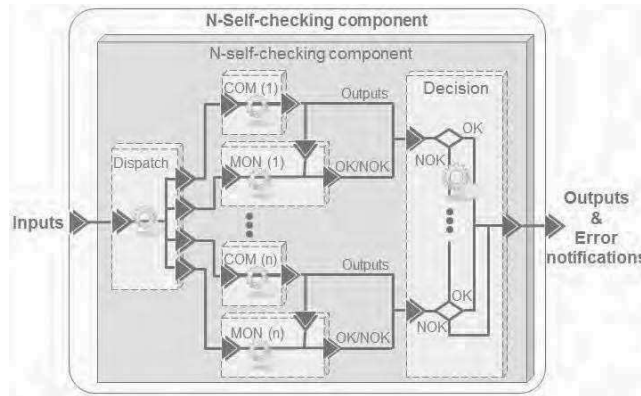 N-Self-checking component
N-self-checking component
COM (1)
Outputs
Decision
OK
Dispatch
MON (1)
OK/NOK
NOK
Inputs
Outputs
&
Error
notifications
COM (n)
Outputs
OK
MON (n)
OK/NOK
NOK